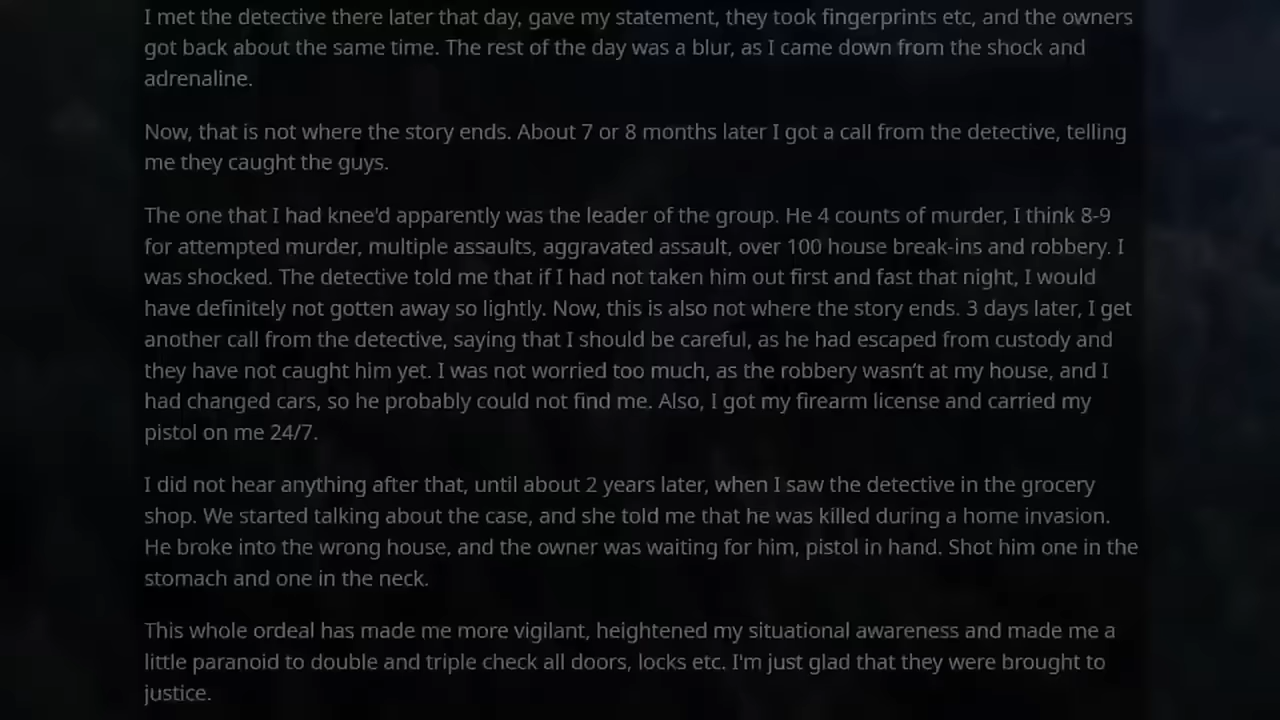 I met the detective there later that day, gave my statement, they took fingerprints etc, and the owners
got back about the same time. The rest of the day was a blur, as I came down from the shock and
adrenaline.
Now, that is not where the story ends. About 7 or 8 months later I got a call from the detective, telling
me they caught the guys.
The one that I had knee'd apparently was the leader of the group. He 4 counts of murder, I think 8-9
for attempted murder, multiple assaults, aggravated assault, over 100 house break-ins and robbery. I
was shocked. The detective told me that if I had not taken him out first and fast that night, I would
have definitely not gotten away so lightly. Now, this is also not where the story ends. 3 days later, I get
another call from the detective, saying that I should be careful, as he had escaped from custody and
they have not caught him yet. I was not worried too much, as the robbery wasn’t at my house, and I
had changed cars, so he probably could not find me. Also, I got my firearm license and carried my
pistol on me 24/7.
I did not hear anything after that, until about 2 years later, when I saw the detective in the grocery
shop. We started talking about the case, and she told me that he was killed during a home invasion.
He broke into the wrong house, and the owner was waiting for him, pistol in hand. Shot him one in the
stomach and one in the neck.
This whole ordeal has made me more vigilant, heightened my situational awareness and made me a
little paranoid to double and triple check all doors, locks etc. I'm just glad that they were brought to
justice.